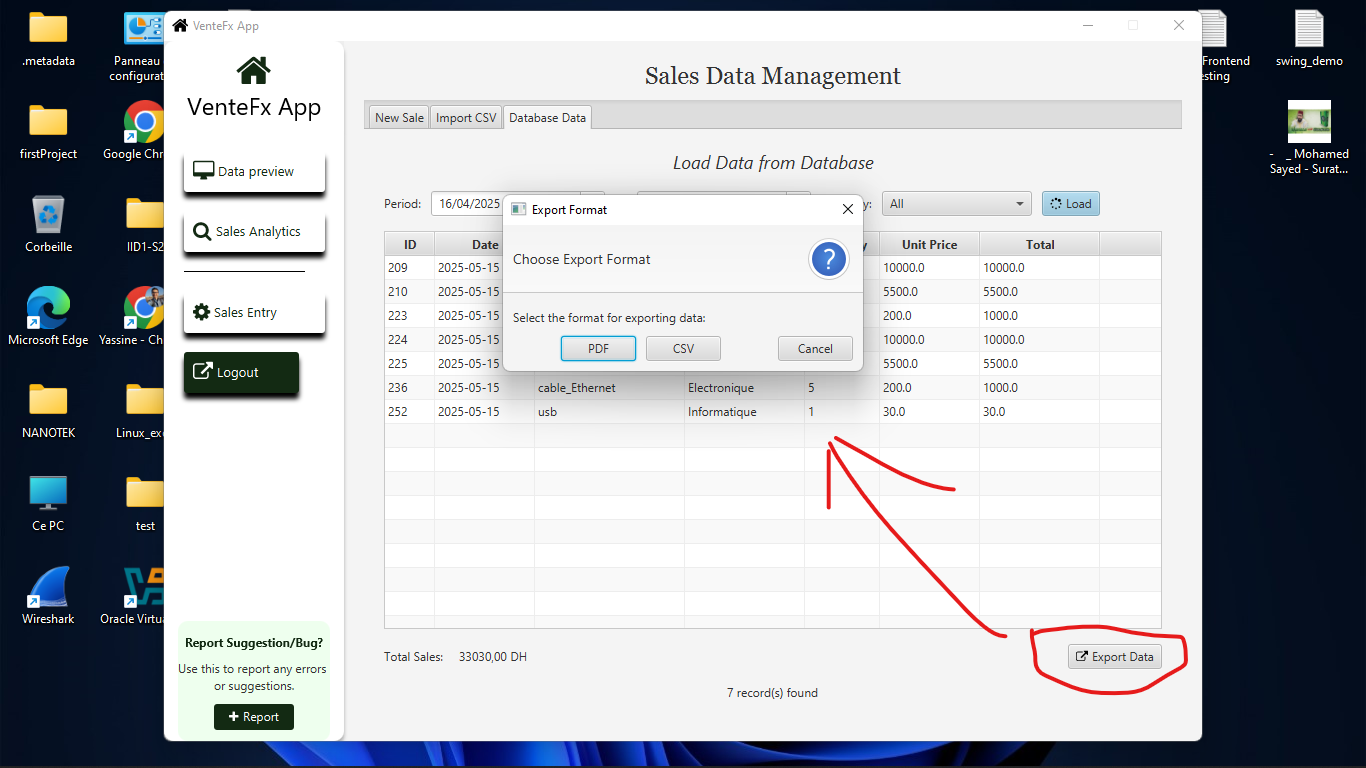 .metadata
Panneau
configurat
firstProject
Google Chr
Corbeille
IID1-S2
Microsoft Edge
Yassine - Ch
NANOTEK
Linux_ex
Ce PC
test
Wireshark
Oracle Virtu
Frontend
esting
swing_demo
- _ Mohamed
Sayed - Surat...
VenteFx App
VenteFx App
Data preview
Sales Analytics
Sales Entry
Logout
Report Suggestion/Bug?
Use this to report any errors
or suggestions.
Report
Sales Data Management
New Sale Import CSV Database Data
Load Data from Database
Period: 16/04/2025 y: All Load
ID Date y Unit Price Total
209 2025-05-15 10000.0 10000.0
210 2025-05-15 5500.0 5500.0
223 2025-05-15 200.0 1000.0
224 2025-05-15 10000.0 10000.0
225 2025-05-15 5500.0 5500.0
236 2025-05-15 cable_Ethernet Electronique 5 200.0 1000.0
252 2025-05-15 usb Informatique 1 30.0 30.0
Export Format
Choose Export Format
?
Select the format for exporting data:
PDF CSV Cancel
Total Sales: 33030,00 DH
Export Data
7 record(s) found